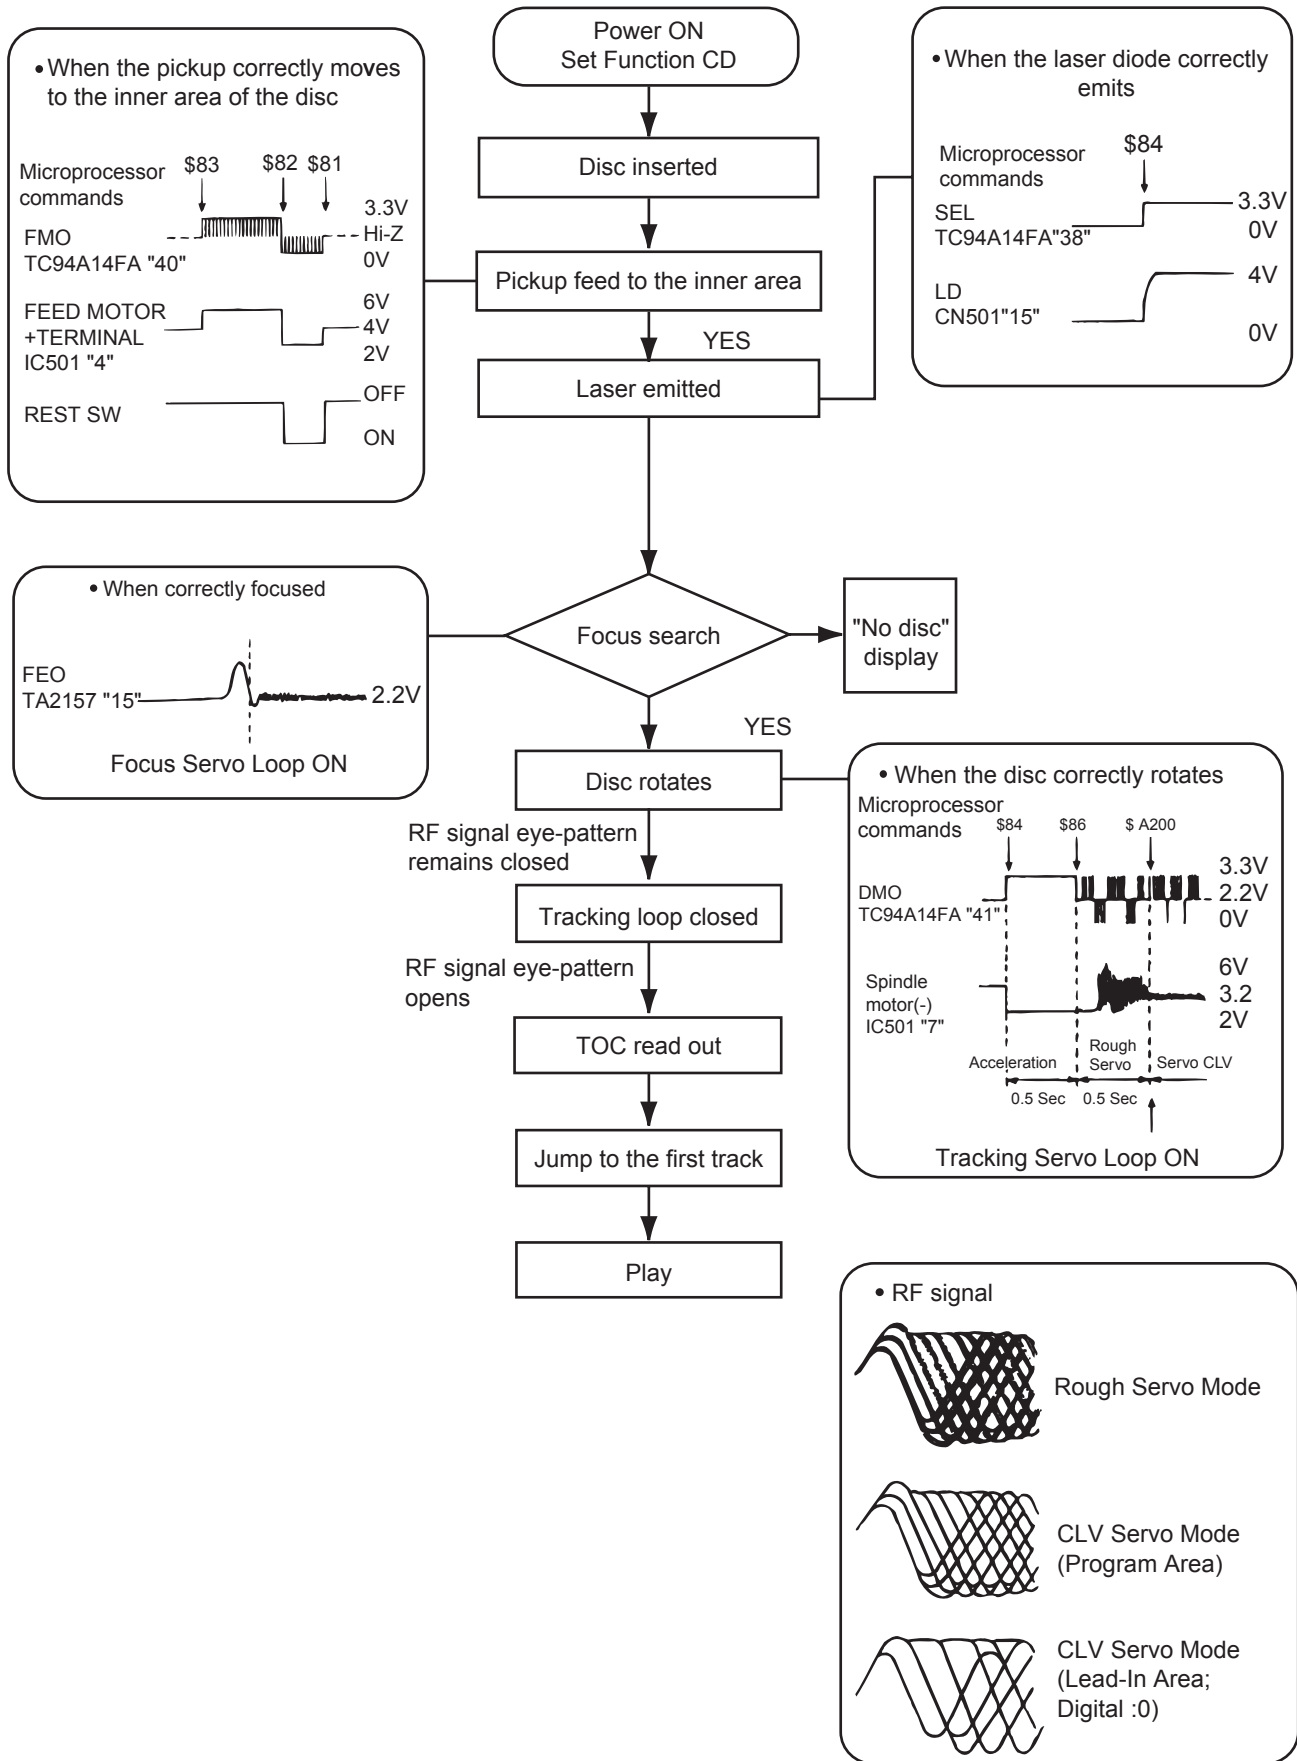 Power ON
Set Function CD
Disc inserted
Pickup feed to the inner area
YES
Laser emitted
Focus search
"No disc"
display
YES
Disc rotates
RF signal eye-pattern
remains closed
Tracking loop closed
RF signal eye-pattern
opens
TOC read out
Jump to the first track
Play
• When the pickup correctly moves
to the inner area of the disc
Microprocessor
commands
$83
$82
$81
FMO
TC94A14FA "40"
3.3V
Hi-Z
0V
FEED MOTOR
+TERMINAL
IC501 "4"
6V
4V
2V
REST SW
OFF
ON
• When the laser diode correctly
emits
Microprocessor
commands
$84
SEL
TC94A14FA"38"
3.3V
0V
LD
CN501"15"
4V
0V
• When correctly focused
FEO
TA2157 "15"
2.2V
Focus Servo Loop ON
• When the disc correctly rotates
Microprocessor
commands
$84
$86
$ A200
DMO
TC94A14FA "41"
3.3V
2.2V
0V
Spindle
motor(-)
IC501 "7"
6V
3.2
2V
Acceleration
Rough
Servo
Servo CLV
0.5 Sec
0.5 Sec
Tracking Servo Loop ON
• RF signal
Rough Servo Mode
CLV Servo Mode
(Program Area)
CLV Servo Mode
(Lead-In Area;
Digital :0)